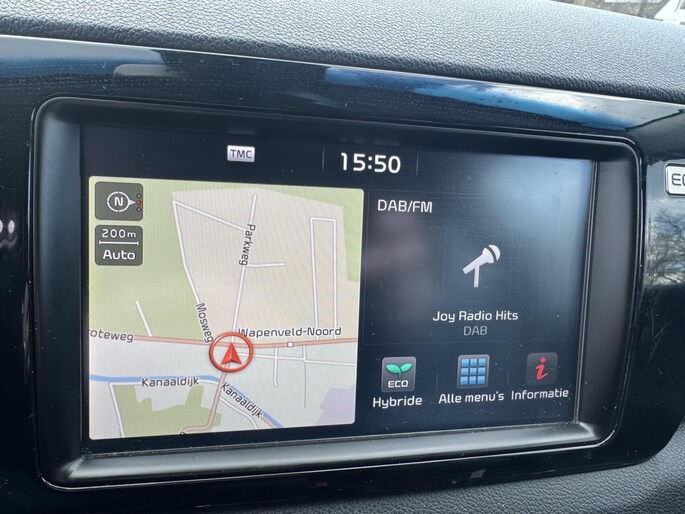 TMC
15:50
N
200m
Auto
Parkweg
Mosweg
Wapenveld-Noord
roteweg
Kanaaldijk
Kanaaldijk
DAB/FM
Joy Radio Hits
DAB
ECO
Hybride
Alle menu's
i
Informatie